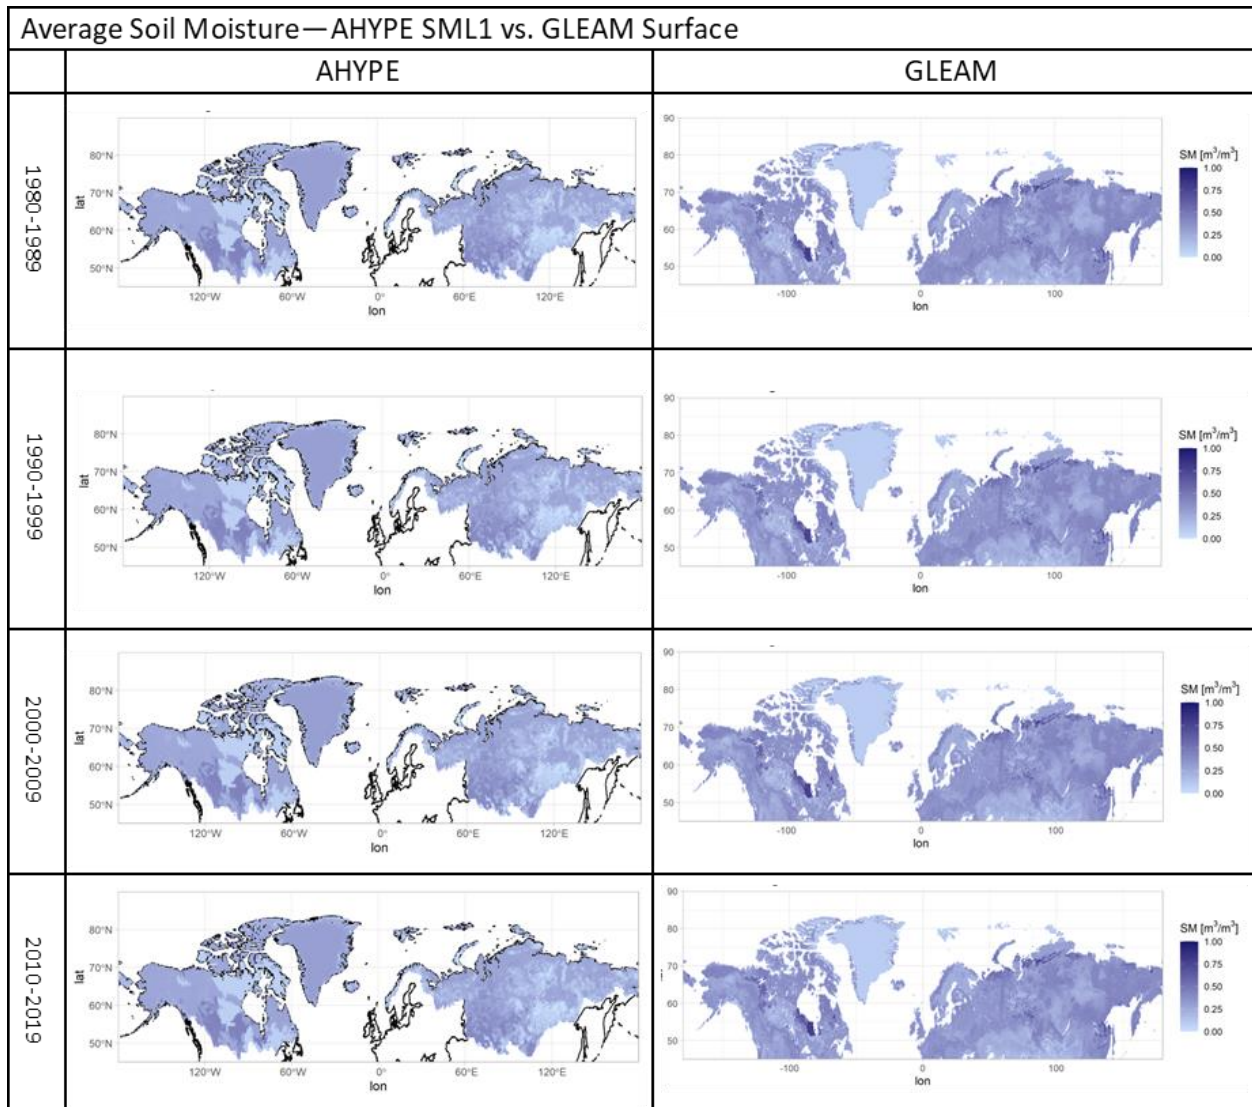 Average Soil Moisture—AHYPE SML1 vs. GLEAM Surface
AHYPE
GLEAM
1980-1989
80°N
70°N
60°N
50°N
lat
120°W 60°W 0° 60°E 120°E
lon
90
80
70
60
50
-100 0 100
lon
SM [m³/m³]
1.00
0.75
0.50
0.25
0.00
1990-1999
80°N
70°N
60°N
50°N
lat
120°W 60°W 0° 60°E 120°E
lon
90
80
70
60
50
-100 0 100
lon
SM [m³/m³]
1.00
0.75
0.50
0.25
0.00
2000-2009
80°N
70°N
60°N
50°N
lat
120°W 60°W 0° 60°E 120°E
lon
90
80
70
60
50
-100 0 100
lon
SM [m³/m³]
1.00
0.75
0.50
0.25
0.00
2010-2019
80°N
70°N
60°N
50°N
lat
120°W 60°W 0° 60°E 120°E
lon
90
80
70
60
50
-100 0 100
lon
SM [m³/m³]
1.00
0.75
0.50
0.25
0.00